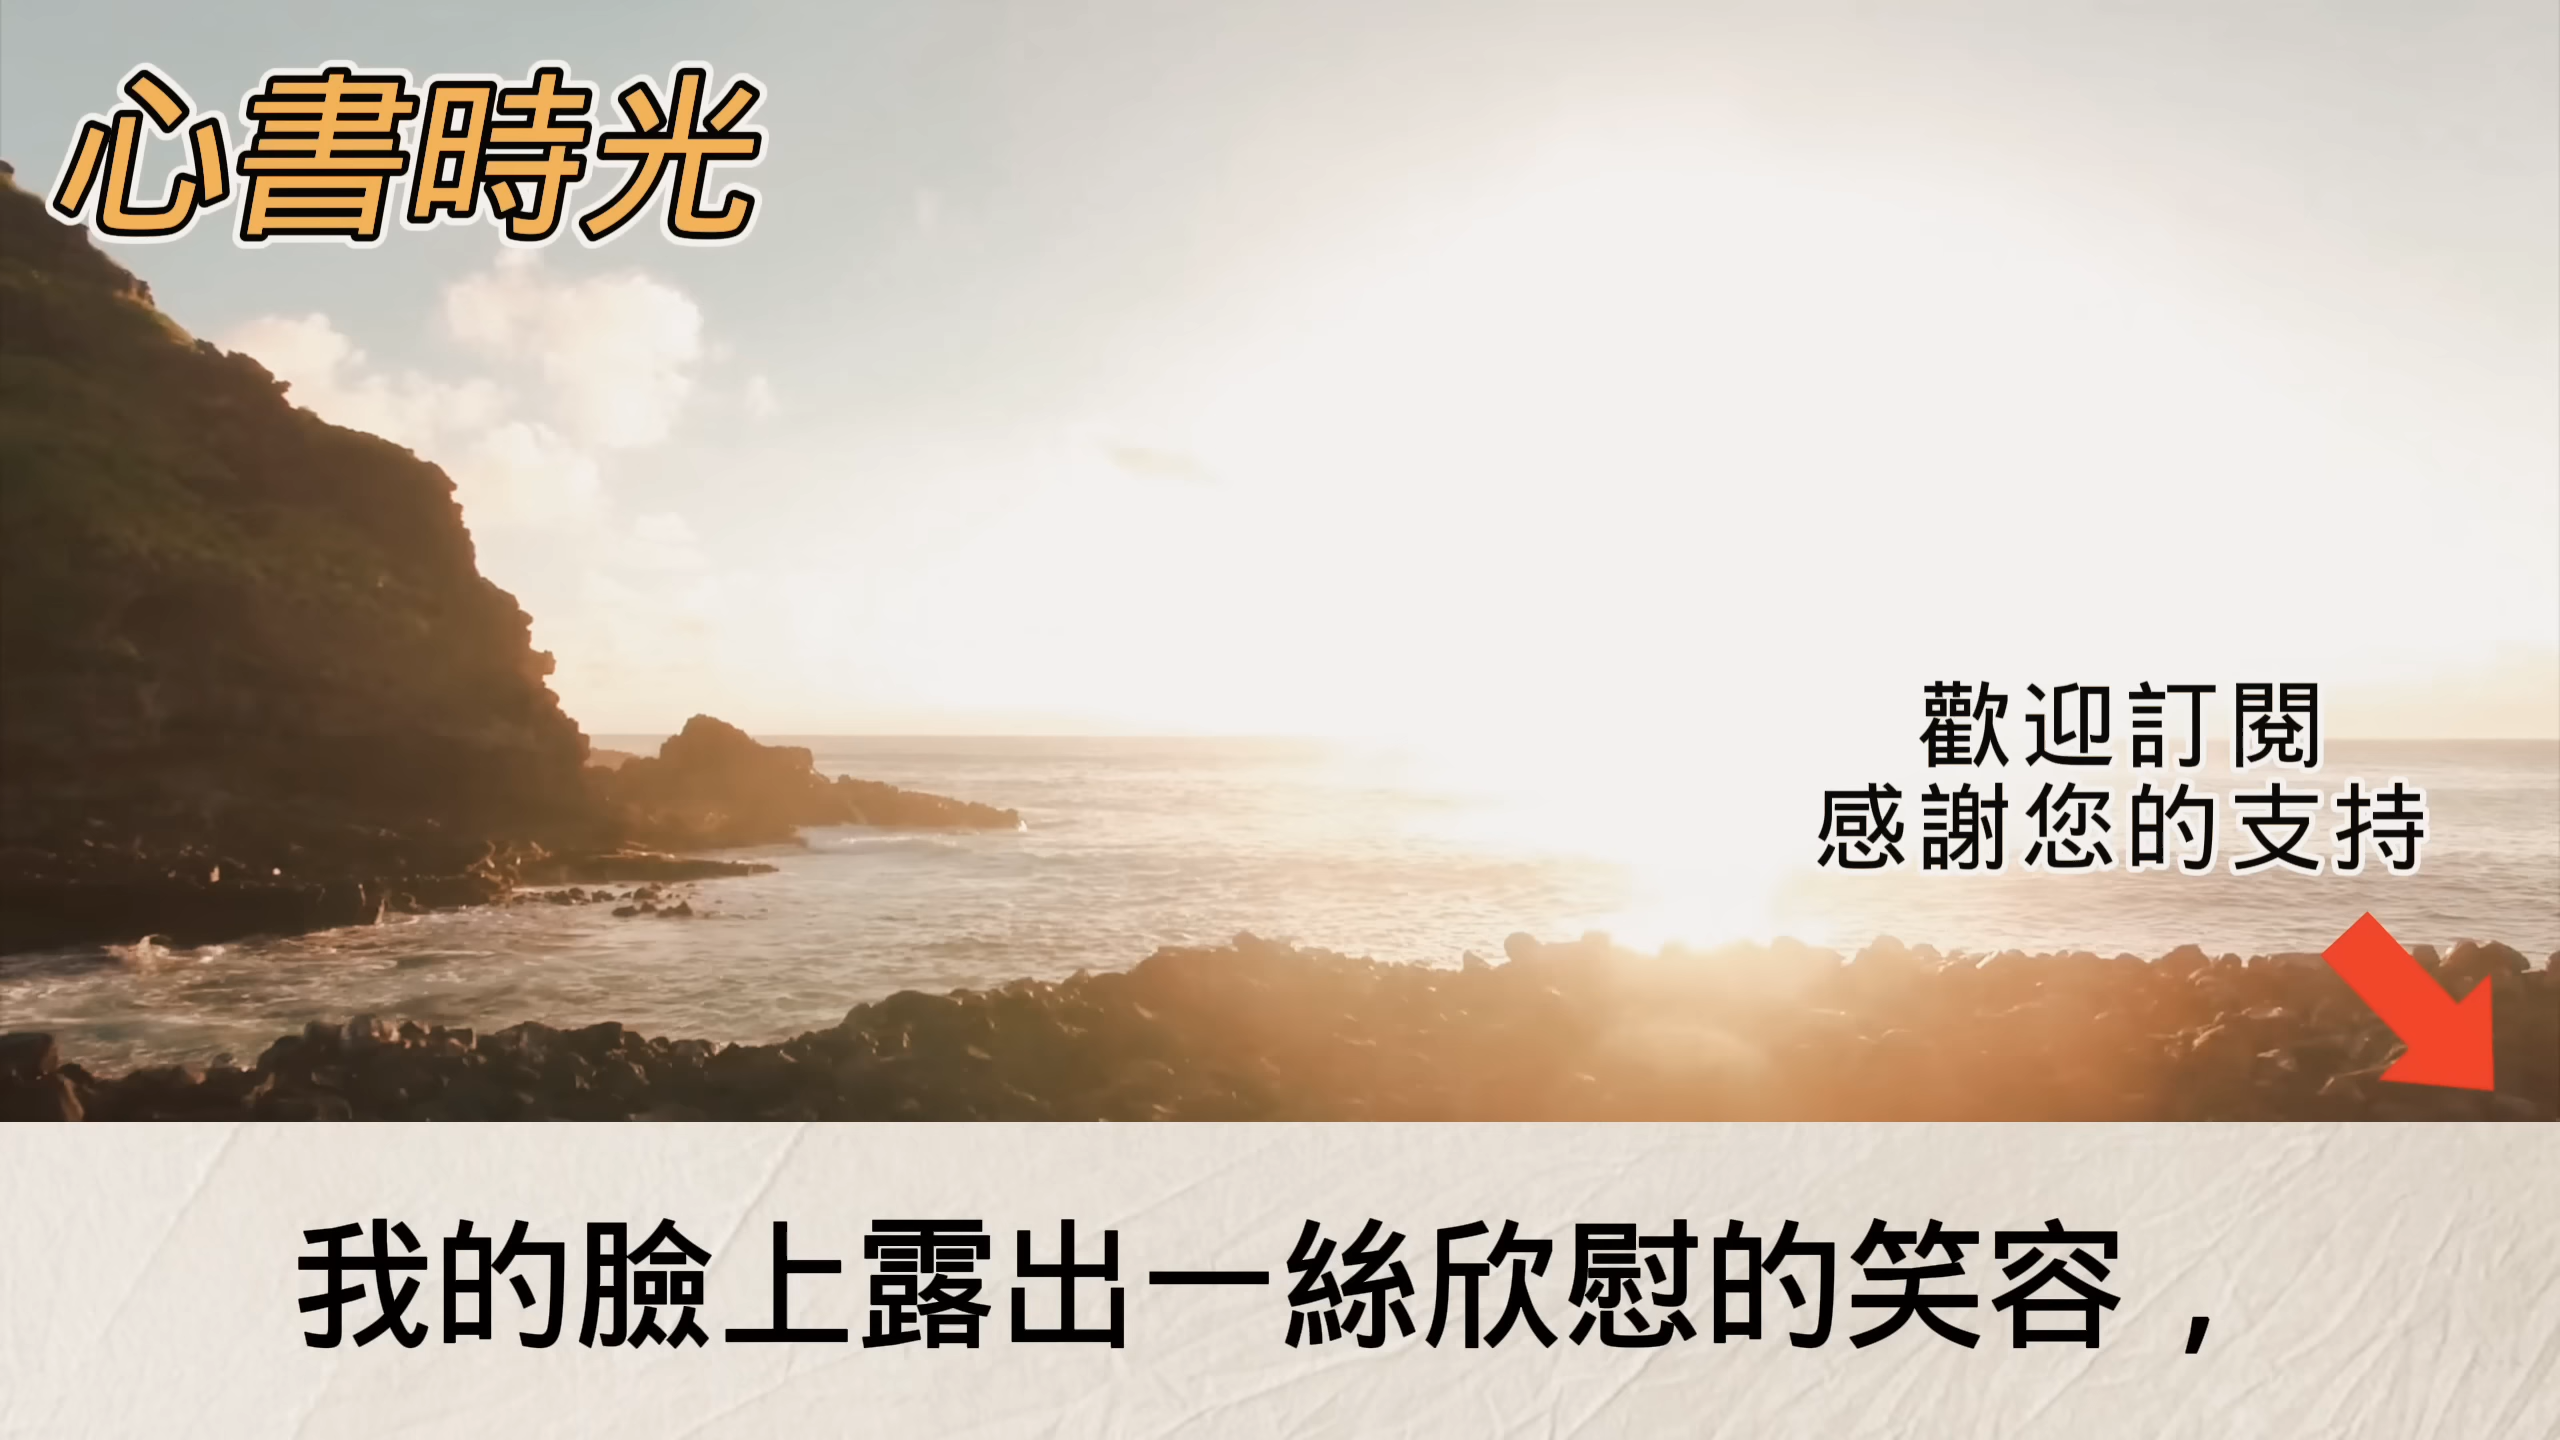 心書時光
歡迎訂閱
感謝您的支持
我的臉上露出一絲欣慰的笑容，